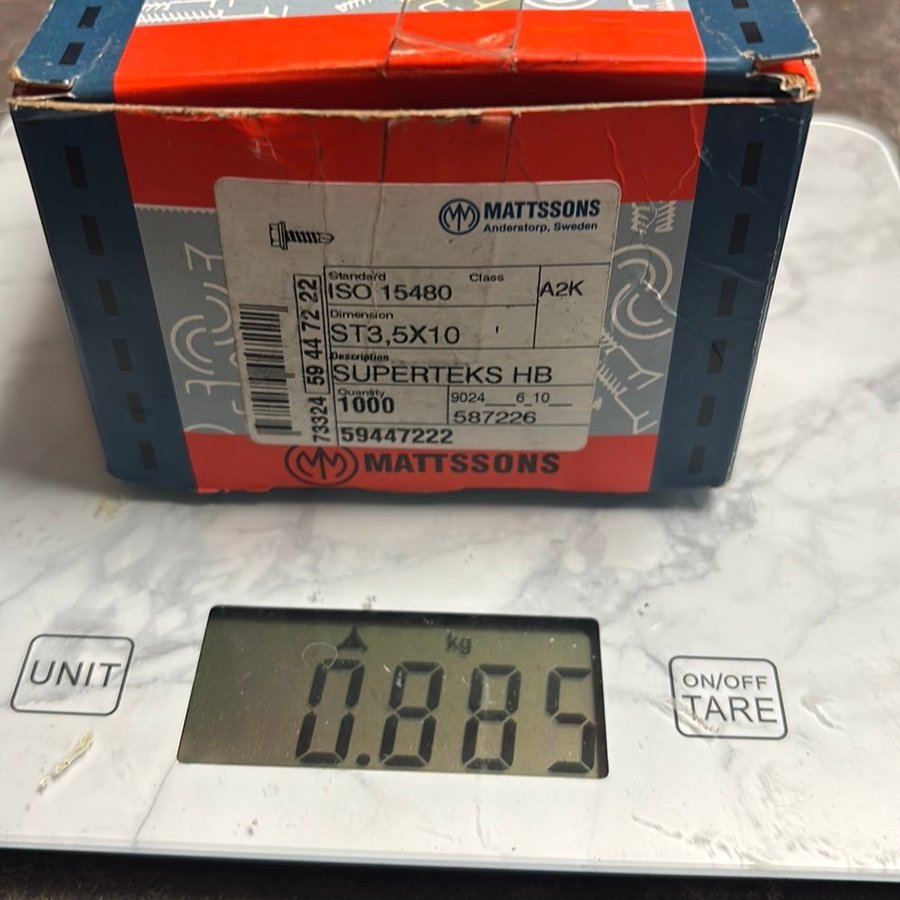 MATTSSONS
Anderstorp, Sweden
Standard Class
ISO 15480 A2K
Dimension
ST3,5X10
Description
SUPERTEKS HB
Quantity
1000
9024 6 10
587226
59447222
73324 59 44 72 22
MATTSSONS
kg
0.885
UNIT
ON/OFF
TARE